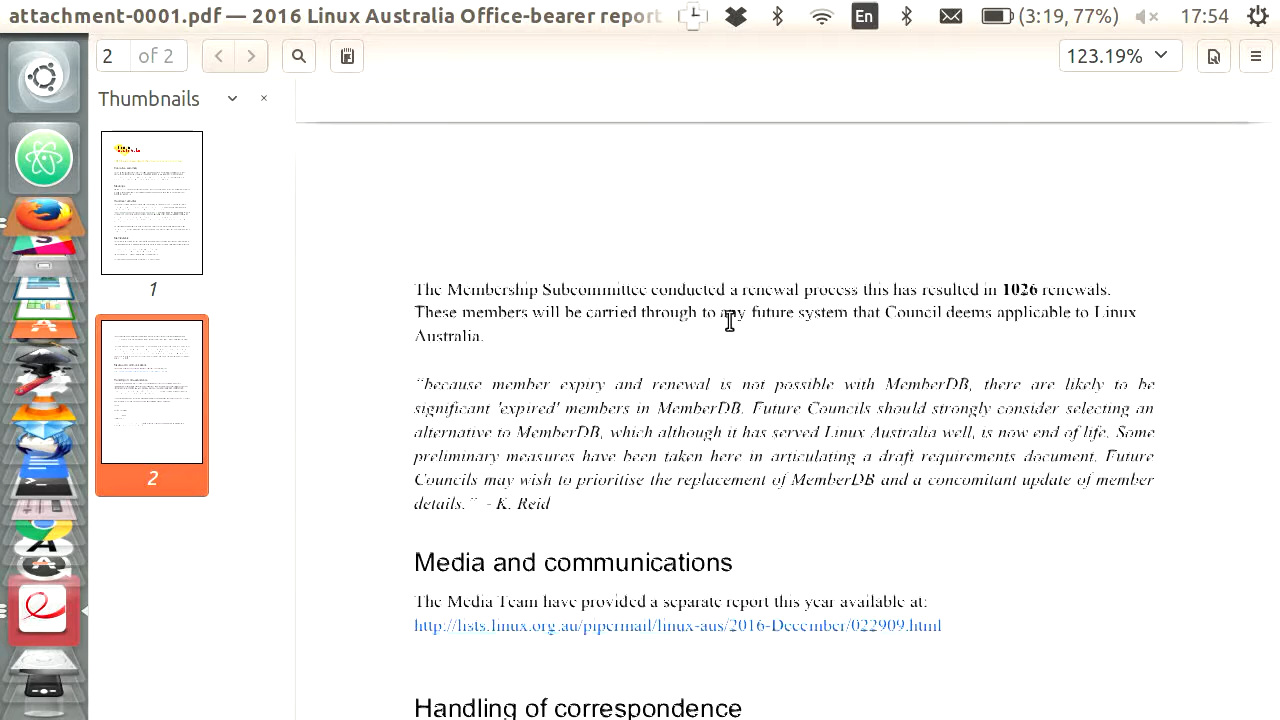 attachment-0001.pdf — 2016 Linux Australia Office-bearer report
En
(3:19, 77%)
17:54
2 of 2
123.19%
Thumbnails
1
2
The Membership Subcommittee conducted a renewal process this has resulted in 1026 renewals.
These members will be carried through to any future system that Council deems applicable to Linux
Australia.
“because member expiry and renewal is not possible with MemberDB, there are likely to be
significant 'expired' members in MemberDB. Future Councils should strongly consider selecting an
alternative to MemberDB, which although it has served Linux Australia well, is now end of life. Some
preliminary measures have been taken here in articulating a draft requirements document. Future
Councils may wish to prioritise the replacement of MemberDB and a concomitant update of member
details.” - K. Reid
Media and communications
The Media Team have provided a separate report this year available at:
http://lists.linux.org.au/pipermail/linux-aus/2016-December/022909.html
Handling of correspondence